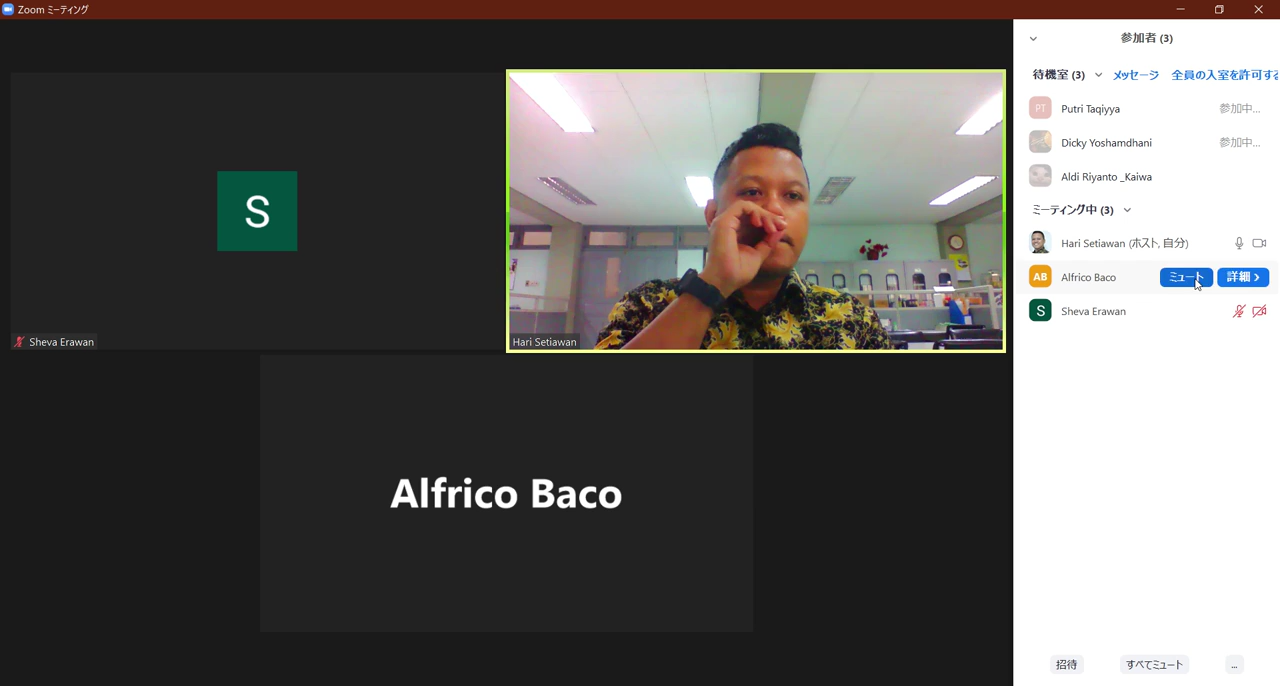 Zoom ミーティング
参加者 (3)
待機室 (3) メッセージ 全員の入室を許可する
PT Putri Taqiyya 参加中...
Dicky Yoshamdhani 参加中...
Aldi Riyanto _Kaiwa
ミーティング中 (3)
Hari Setiawan (ホスト, 自分)
AB Alfrico Baco ミュート 詳細
S Sheva Erawan
S
Sheva Erawan
Hari Setiawan
Alfrico Baco
招待 すべてミュート ...